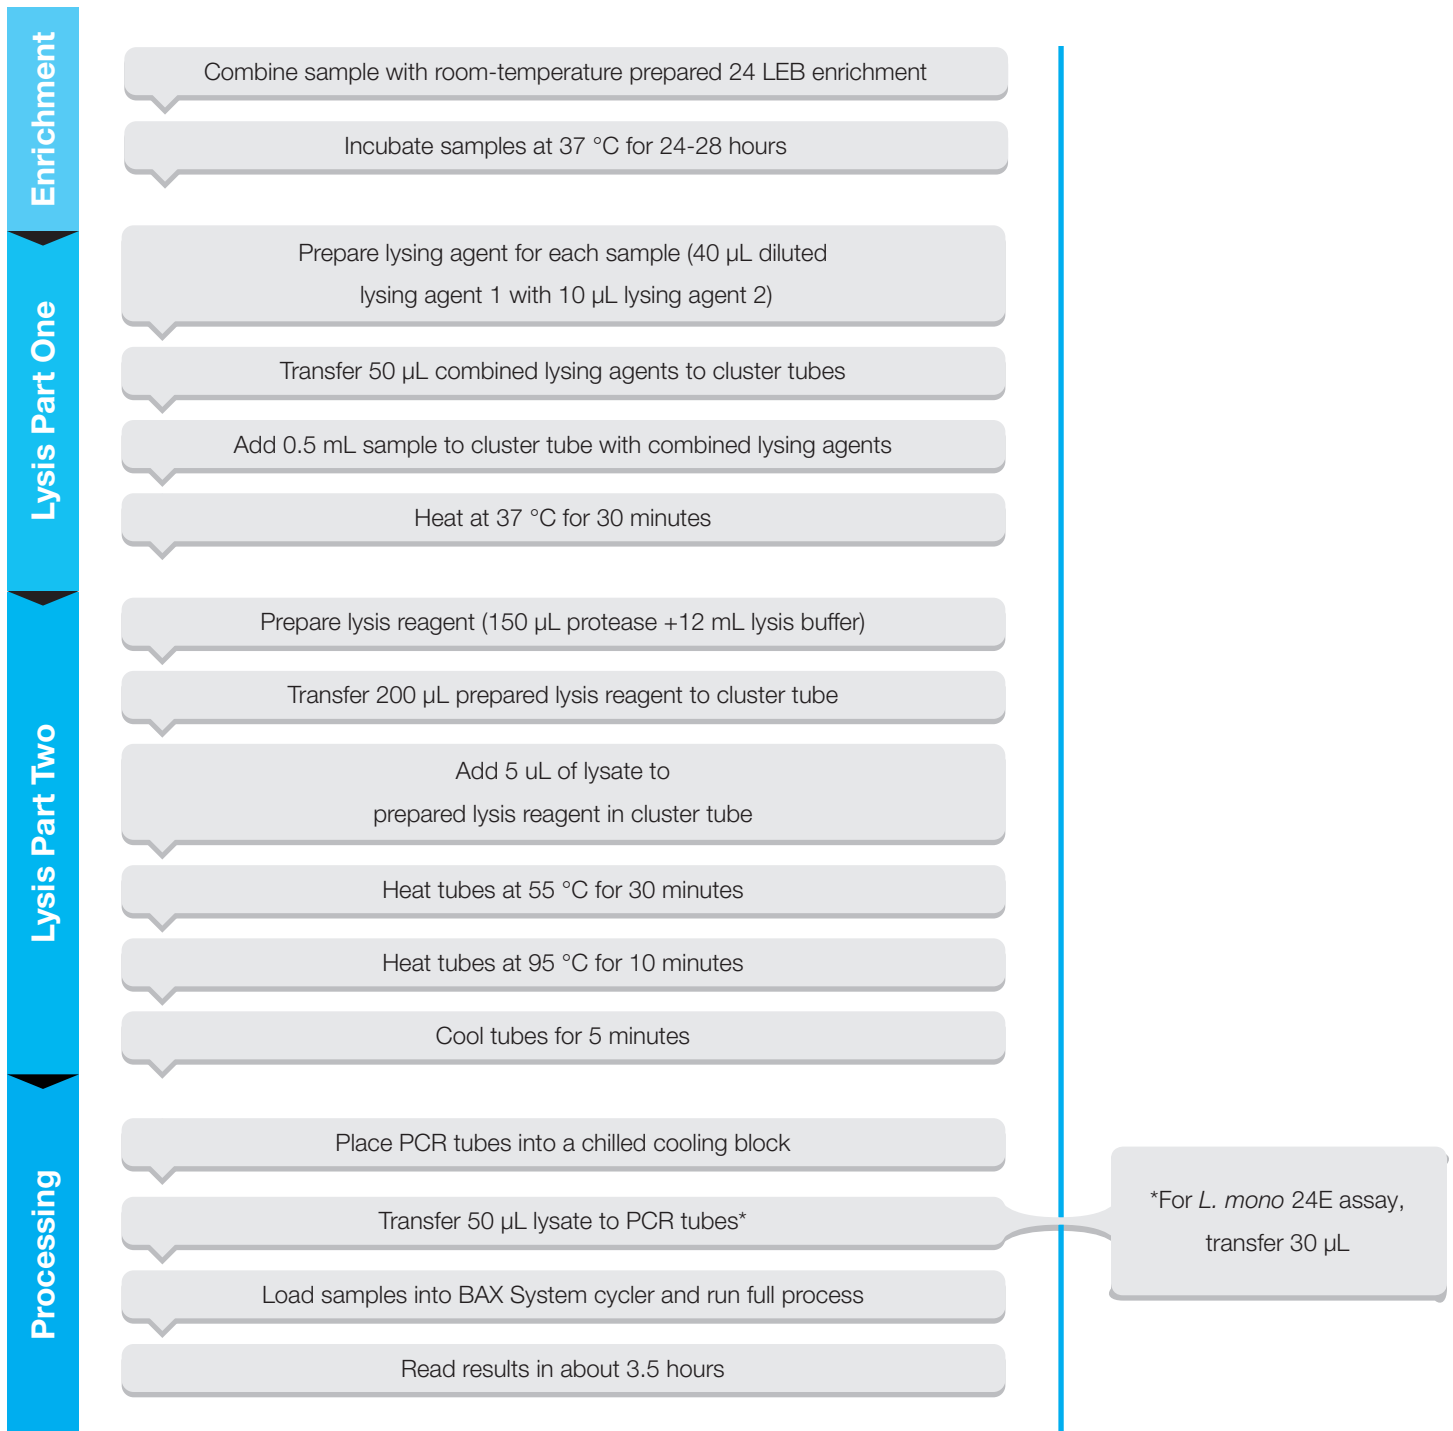 Enrichment
Combine sample with room-temperature prepared 24 LEB enrichment
Incubate samples at 37 °C for 24-28 hours
Lysis Part One
Prepare lysing agent for each sample (40 µL diluted
lysing agent 1 with 10 µL lysing agent 2)
Transfer 50 µL combined lysing agents to cluster tubes
Add 0.5 mL sample to cluster tube with combined lysing agents
Heat at 37 °C for 30 minutes
Lysis Part Two
Prepare lysis reagent (150 µL protease +12 mL lysis buffer)
Transfer 200 µL prepared lysis reagent to cluster tube
Add 5 uL of lysate to
prepared lysis reagent in cluster tube
Heat tubes at 55 °C for 30 minutes
Heat tubes at 95 °C for 10 minutes
Cool tubes for 5 minutes
Processing
Place PCR tubes into a chilled cooling block
Transfer 50 µL lysate to PCR tubes*
*For L. mono 24E assay,
transfer 30 µL
Load samples into BAX System cycler and run full process
Read results in about 3.5 hours